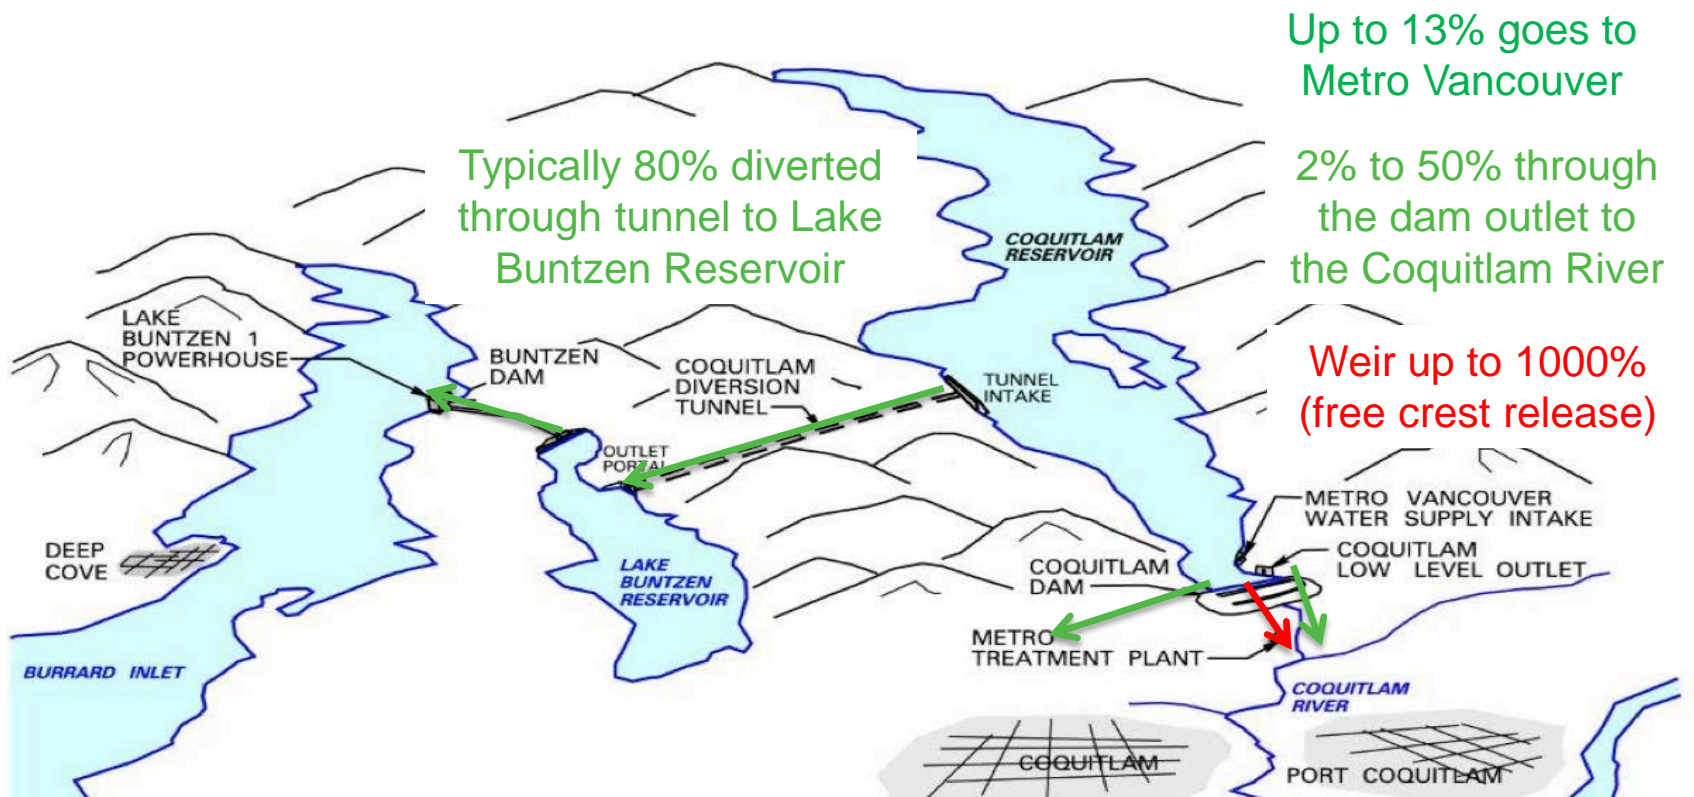 Up to 13% goes to
Metro Vancouver
Typically 80% diverted
through tunnel to Lake
Buntzen Reservoir
2% to 50% through
the dam outlet to
the Coquitlam River
Weir up to 1000%
(free crest release)
COQUITLAM
RESERVOIR
LAKE
BUNTZEN 1
POWERHOUSE
BUNTZEN
DAM
COQUITLAM
DIVERSION
TUNNEL
TUNNEL
INTAKE
OUTLET
PORTAL
METRO VANCOUVER
WATER SUPPLY INTAKE
COQUITLAM
LOW LEVEL OUTLET
DEEP
COVE
LAKE
BUNTZEN
RESERVOIR
COQUITLAM
DAM
METRO
TREATMENT PLANT
BURRARD INLET
COQUITLAM
RIVER
COQUITLAM
PORT COQUITLAM